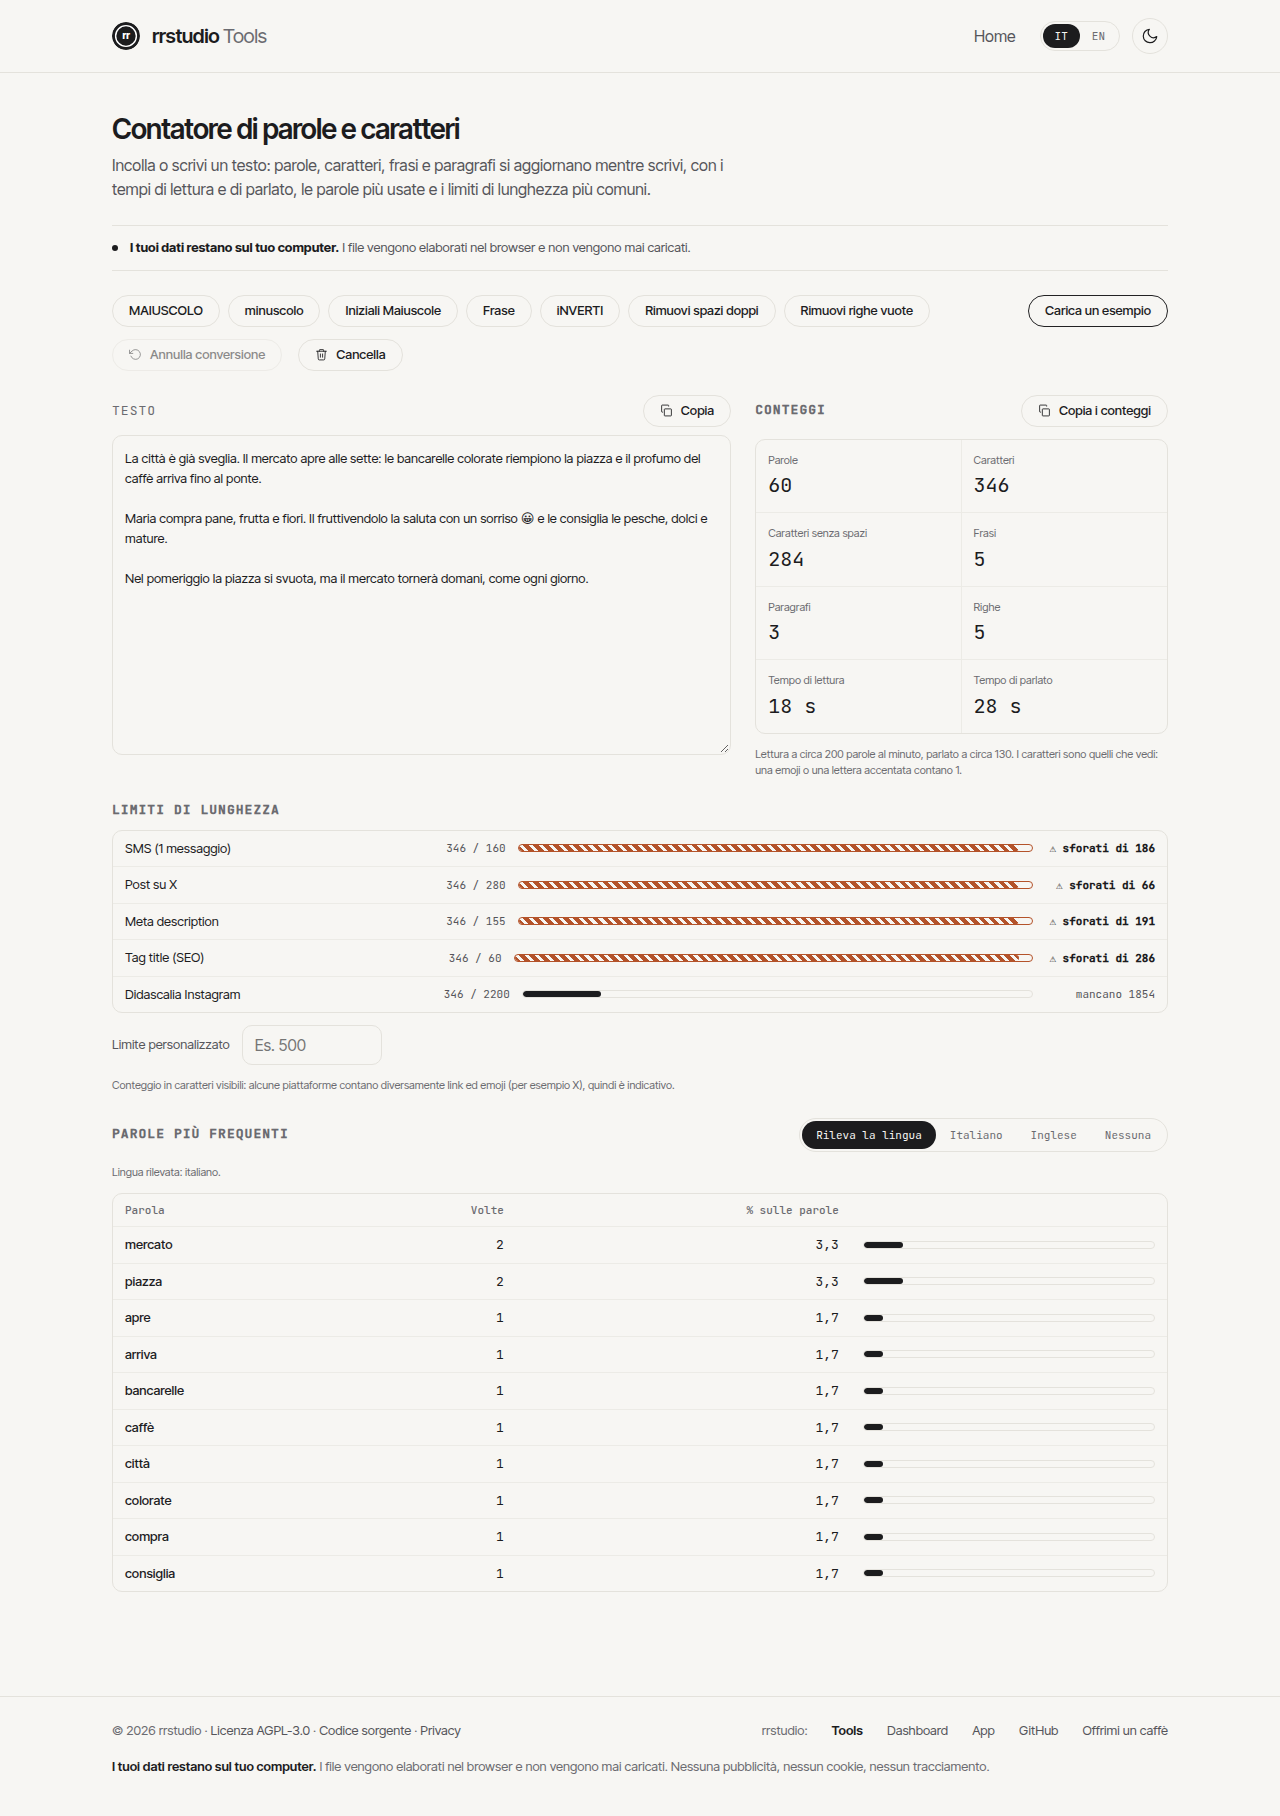 rr rrstudio Tools
Home
IT EN
Contatore di parole e caratteri
Incolla o scrivi un testo: parole, caratteri, frasi e paragrafi si aggiornano mentre scrivi, con i
tempi di lettura e di parlato, le parole più usate e i limiti di lunghezza più comuni.
I tuoi dati restano sul tuo computer. I file vengono elaborati nel browser e non vengono mai caricati.
MAIUSCOLO minuscolo Iniziali Maiuscole Frase iNVERTI Rimuovi spazi doppi Rimuovi righe vuote Carica un esempio
Annulla conversione Cancella
TESTO Copia
La città è già sveglia. Il mercato apre alle sette: le bancarelle colorate riempiono la piazza e il profumo del
caffè arriva fino al ponte.
Maria compra pane, frutta e fiori. Il fruttivendolo la saluta con un sorriso 😀 e le consiglia le pesche, dolci e
mature.
Nel pomeriggio la piazza si svuota, ma il mercato tornerà domani, come ogni giorno.
CONTEGGI Copia i conteggi
Parole Caratteri
60 346
Caratteri senza spazi Frasi
284 5
Paragrafi Righe
3 5
Tempo di lettura Tempo di parlato
18 s 28 s
Lettura a circa 200 parole al minuto, parlato a circa 130. I caratteri sono quelli che vedi:
una emoji o una lettera accentata contano 1.
LIMITI DI LUNGHEZZA
SMS (1 messaggio) 346 / 160 ⚠ sforati di 186
Post su X 346 / 280 ⚠ sforati di 66
Meta description 346 / 155 ⚠ sforati di 191
Tag title (SEO) 346 / 60 ⚠ sforati di 286
Didascalia Instagram 346 / 2200 mancano 1854
Limite personalizzato Es. 500
Conteggio in caratteri visibili: alcune piattaforme contano diversamente link ed emoji (per esempio X), quindi è indicativo.
PAROLE PIÙ FREQUENTI Rileva la lingua Italiano Inglese Nessuna
Lingua rilevata: italiano.
Parola Volte % sulle parole
mercato 2 3,3
piazza 2 3,3
apre 1 1,7
arriva 1 1,7
bancarelle 1 1,7
caffè 1 1,7
città 1 1,7
colorate 1 1,7
compra 1 1,7
consiglia 1 1,7
© 2026 rrstudio · Licenza AGPL-3.0 · Codice sorgente · Privacy
rrstudio: Tools Dashboard App GitHub Offrimi un caffè
I tuoi dati restano sul tuo computer. I file vengono elaborati nel browser e non vengono mai caricati. Nessuna pubblicità, nessun cookie, nessun tracciamento.